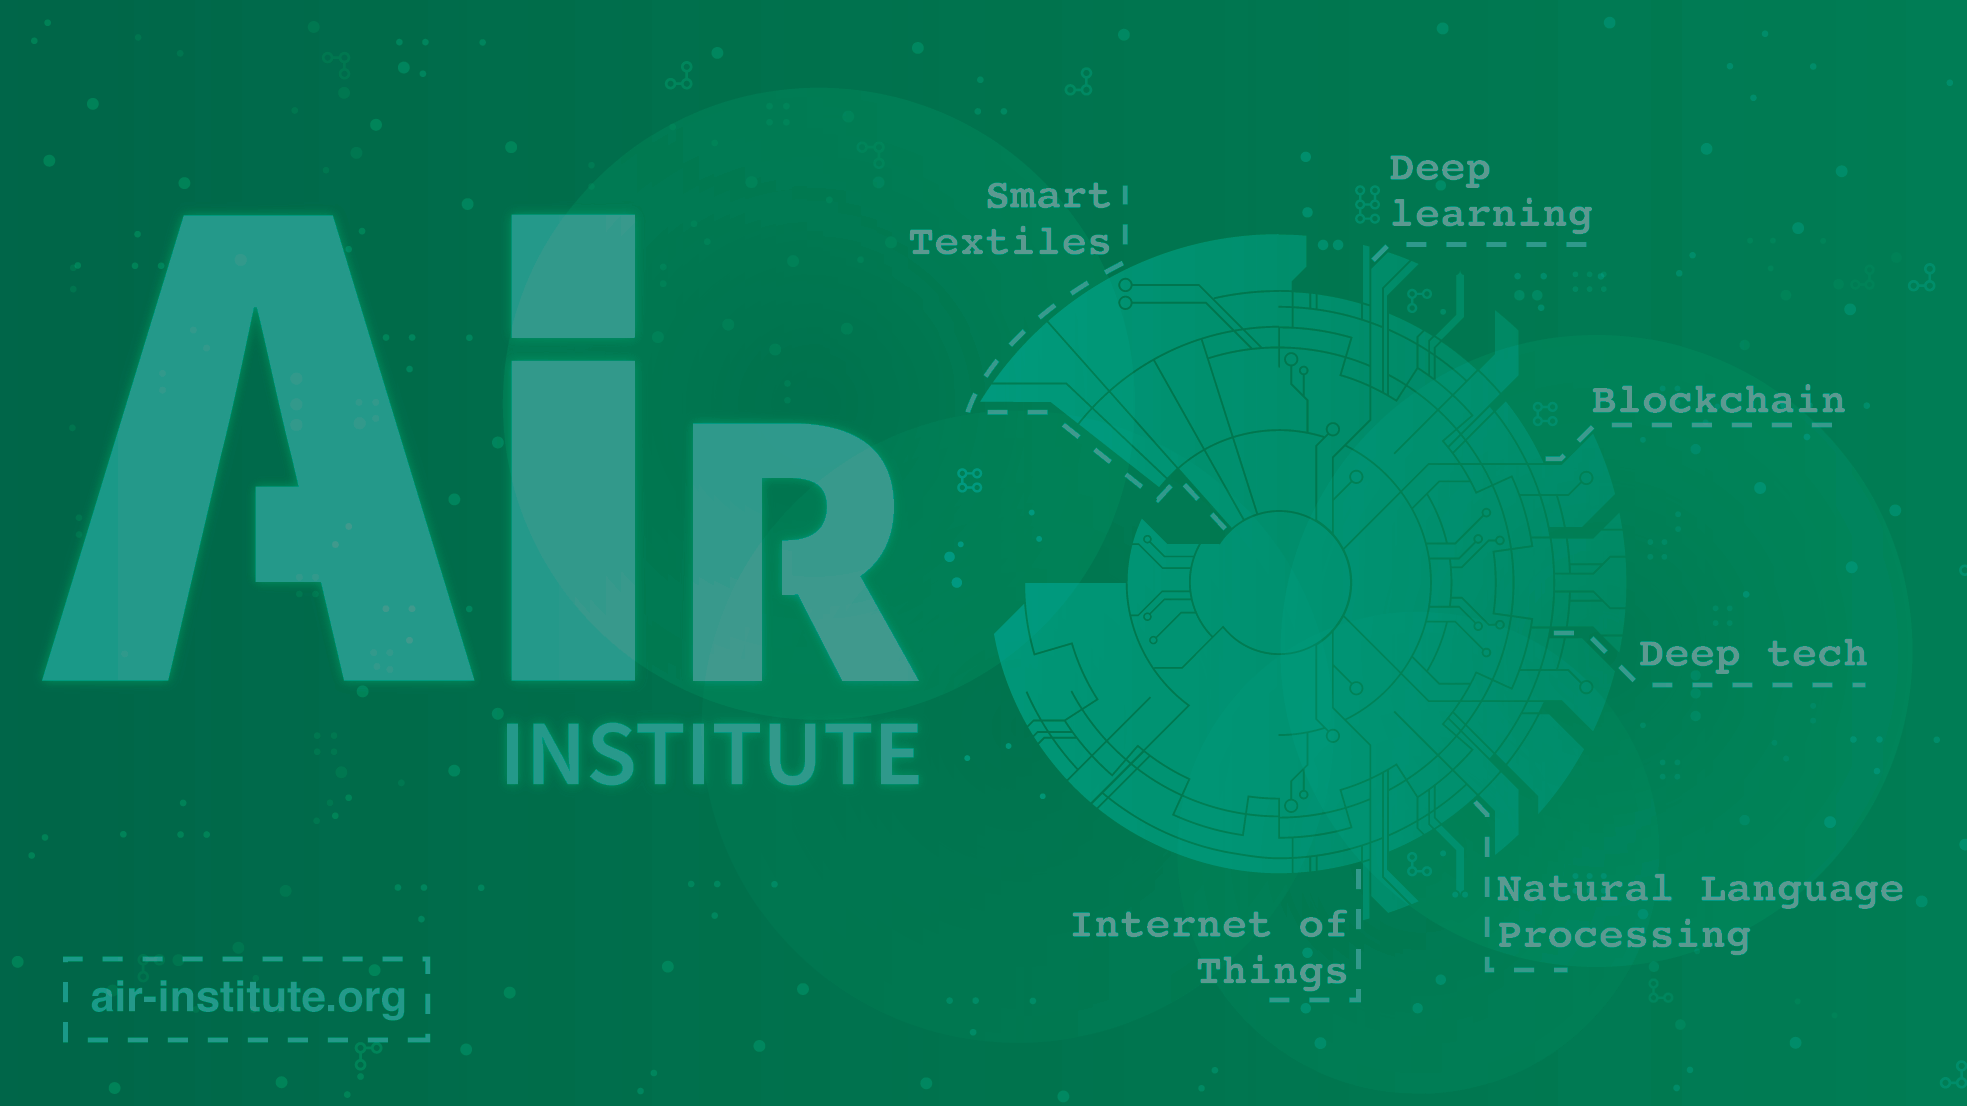 AIR
INSTITUTE
air-institute.org
Smart
Textiles
Deep
learning
Blockchain
Deep tech
Natural Language
Processing
Internet of
Things